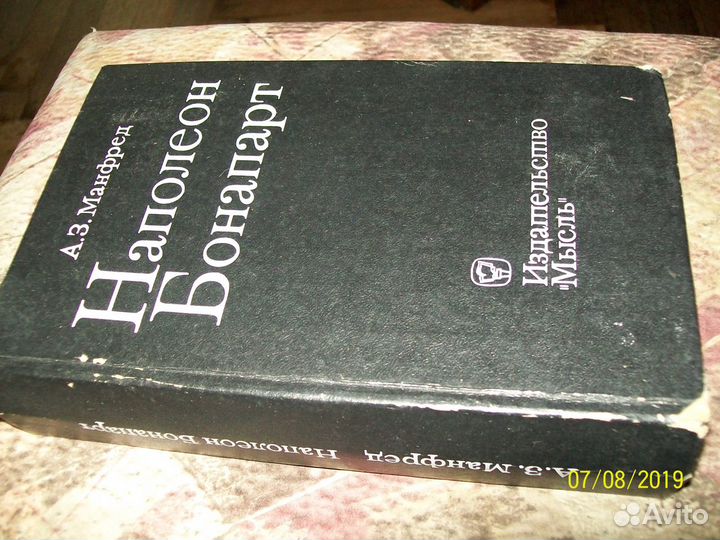 А.З.Манфред
Наполеон
Бонапарт
Издательство
"Мысль"
А.З. Манфред Наполеон Бонапарт
07/08/2019
Avito